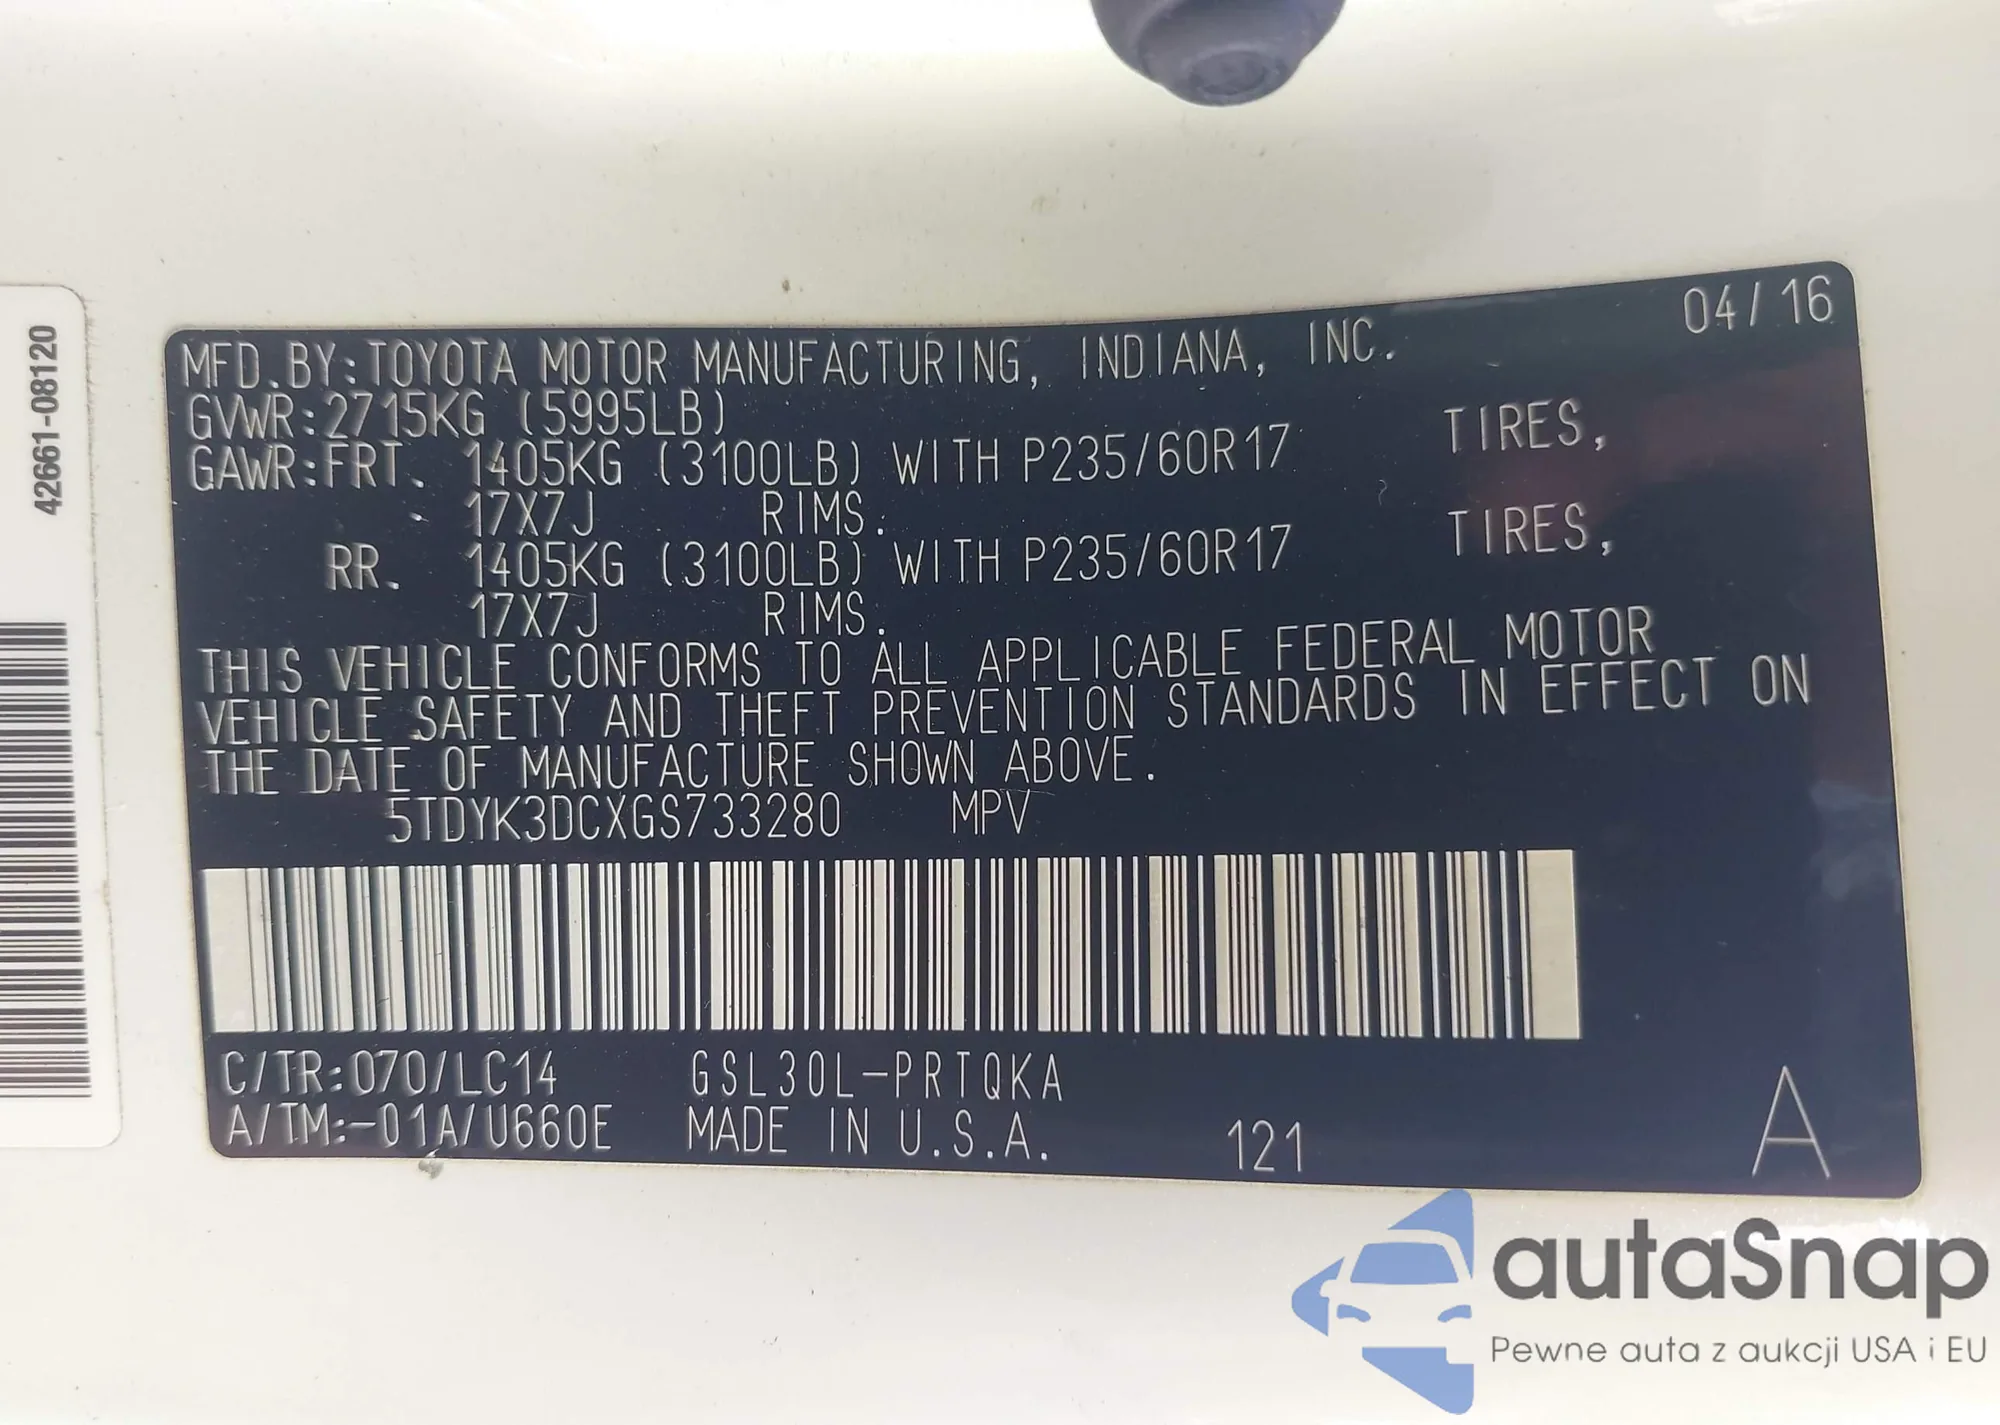 04/16
MFD.BY:TOYOTA MOTOR MANUFACTURING, INDIANA, INC.
GVWR:2715KG (5995LB)
GAWR:FRT. 1405KG (3100LB) WITH P235/60R17 TIRES,
17X7J RIMS.
RR. 1405KG (3100LB) WITH P235/60R17 TIRES,
17X7J RIMS.
THIS VEHICLE CONFORMS TO ALL APPLICABLE FEDERAL MOTOR
VEHICLE SAFETY AND THEFT PREVENTION STANDARDS IN EFFECT ON
THE DATE OF MANUFACTURE SHOWN ABOVE.
5TDYK3DCXGS733280 MPV
C/TR:070/LC14 GSL30L-PRTQKA
A/TM:-01A/U660E MADE IN U.S.A. 121 A
42661-08120
autaSnap
Pewne auta z aukcji USA i EU